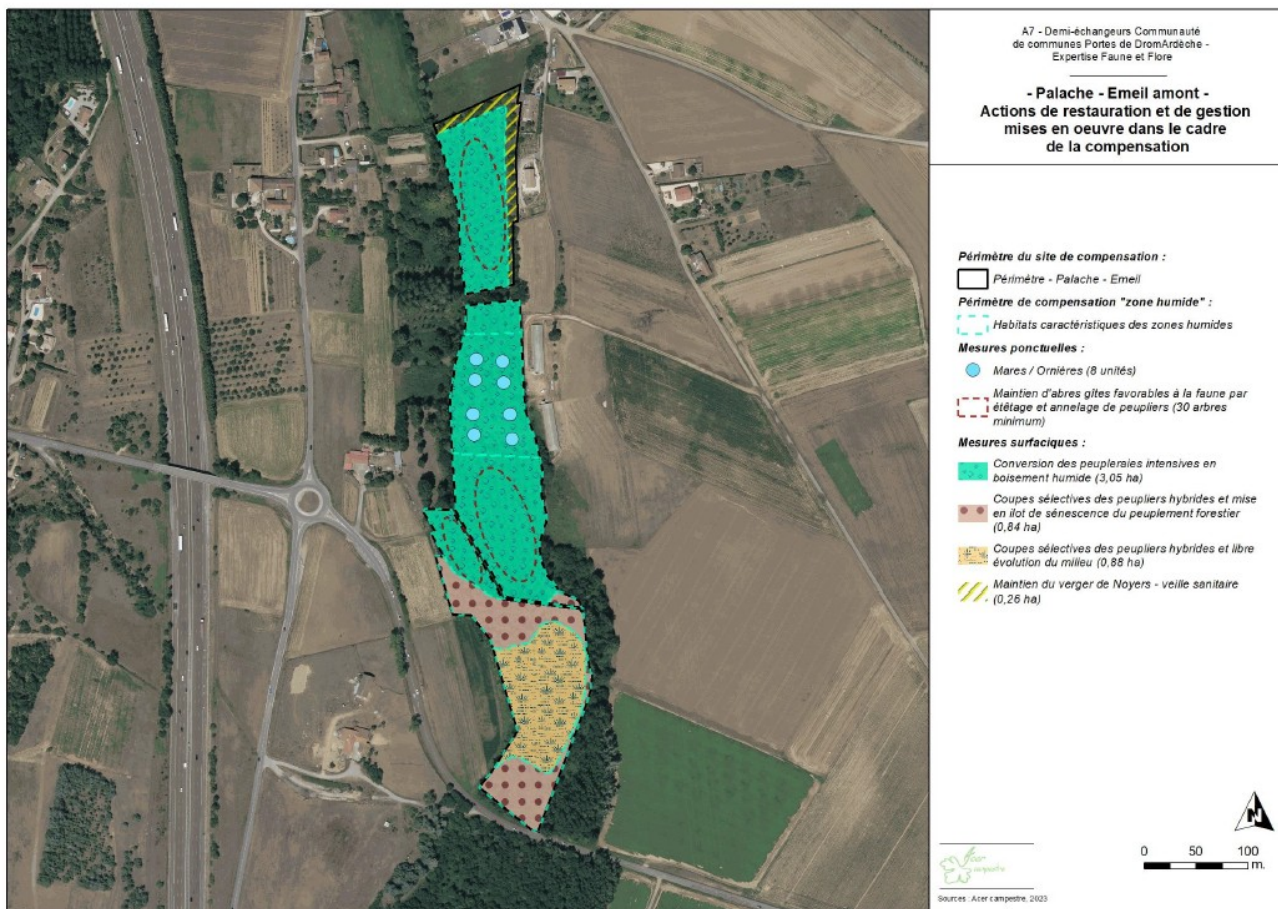 A7 - Demi-échangeurs Communauté
de communes Portes de DromArdèche -
Expertise Faune et Flore
- Palache - Emeil amont -
Actions de restauration et de gestion
mises en oeuvre dans le cadre
de la compensation
Périmètre du site de compensation :
Périmètre - Palache - Emeil
Périmètre de compensation "zone humide" :
Habitats caractéristiques des zones humides
Mesures ponctuelles :
Mares / Ornières (8 unités)
Maintien d'abres gîtes favorables à la faune par
étêtage et annelage de peupliers (30 arbres
minimum)
Mesures surfaciques :
Conversion des peupleraies intensives en
boisement humide (3,05 ha)
Coupes sélectives des peupliers hybrides et mise
en ilot de sénescence du peuplement forestier
(0,84 ha)
Coupes sélectives des peupliers hybrides et libre
évolution du milieu (0,88 ha)
Maintien du verger de Noyers - veille sanitaire
(0,26 ha)
N
0 50 100
m.
Acer
campestre
Sources : Acer campestre, 2023